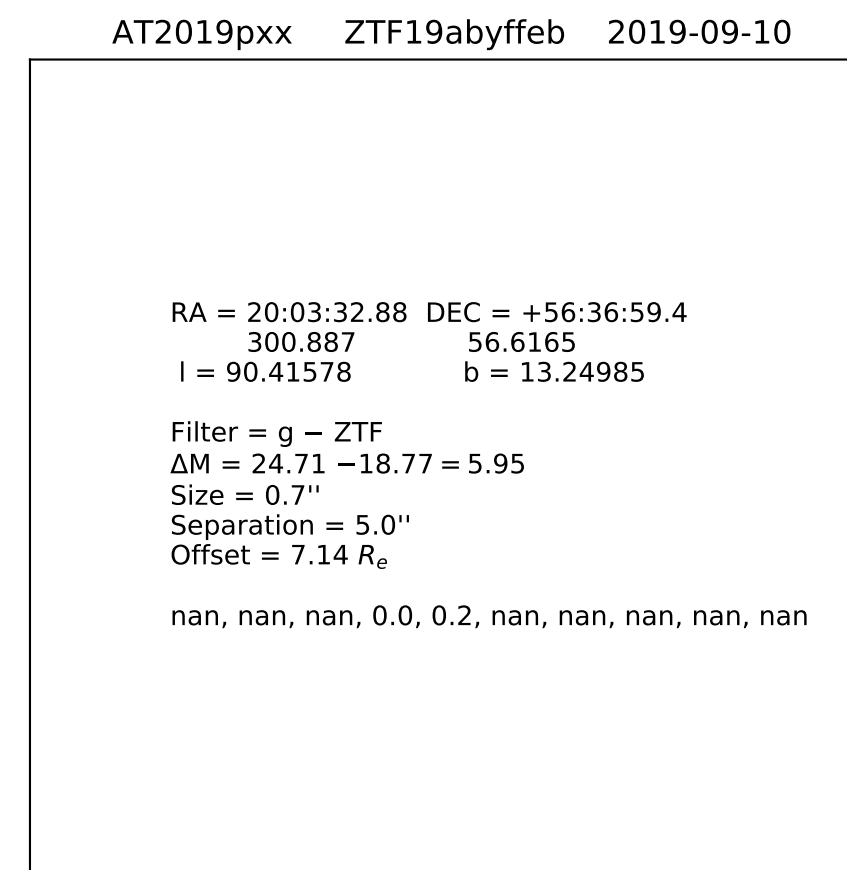 AT2019pxx ZTF19abyffeb 2019-09-10
RA = 20:03:32.88 DEC = +56:36:59.4
300.887 56.6165
l = 90.41578 b = 13.24985
Filter = g − ZTF
ΔM = 24.71 −18.77 = 5.95
Size = 0.7''
Separation = 5.0''
Offset = 7.14 Re
nan, nan, nan, 0.0, 0.2, nan, nan, nan, nan, nan